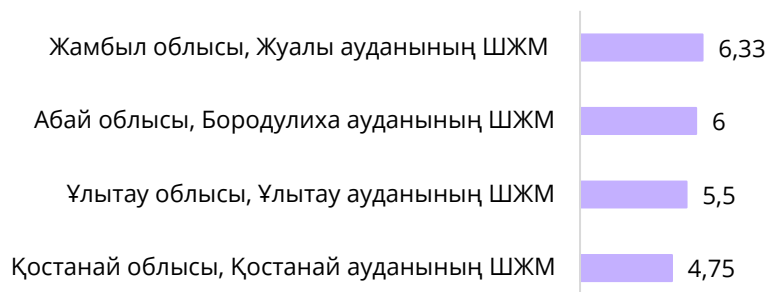 Жамбыл облысы, Жуалы ауданының ШЖМ 6,33
Абай облысы, Бородулиха ауданының ШЖМ 6
Ұлытау облысы, Ұлытау ауданының ШЖМ 5,5
Қостанай облысы, Қостанай ауданының ШЖМ 4,75